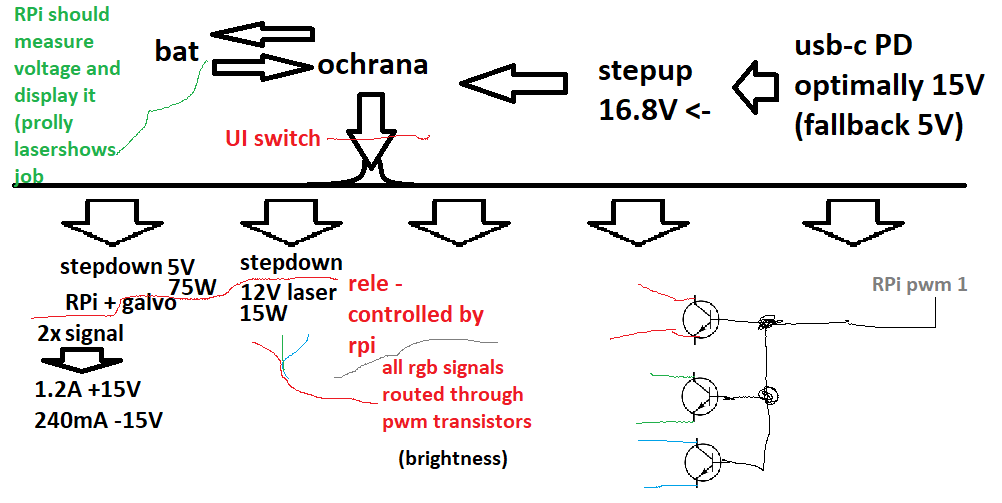 RPi should
measure
voltage and
display it
(prolly
lasershows
job
bat
ochrana
stepup
16.8V <-
usb-c PD
optimally 15V
(fallback 5V)
UI switch
stepdown 5V
75W
RPi + galvo
2x signal
1.2A +15V
240mA -15V
stepdown
12V laser
15W
rele -
controlled by
rpi
all rgb signals
routed through
pwm transistors
(brightness)
RPi pwm 1